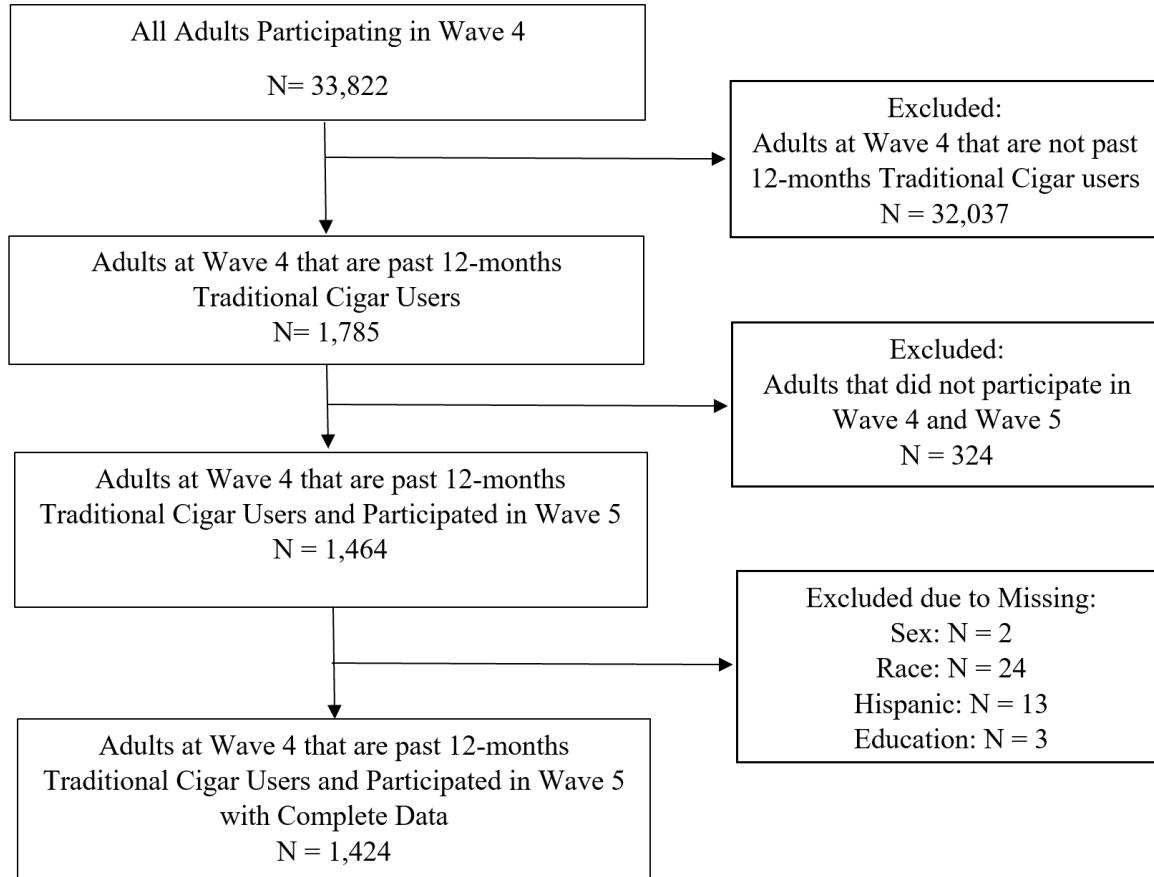 All Adults Participating in Wave 4
N= 33,822
Excluded:
Adults at Wave 4 that are not past
12-months Traditional Cigar users
N = 32,037
Adults at Wave 4 that are past 12-months
Traditional Cigar Users
N= 1,785
Excluded:
Adults that did not participate in
Wave 4 and Wave 5
N = 324
Adults at Wave 4 that are past 12-months
Traditional Cigar Users and Participated in Wave 5
N = 1,464
Excluded due to Missing:
Sex: N = 2
Race: N = 24
Hispanic: N = 13
Education: N = 3
Adults at Wave 4 that are past 12-months
Traditional Cigar Users and Participated in Wave 5
with Complete Data
N = 1,424